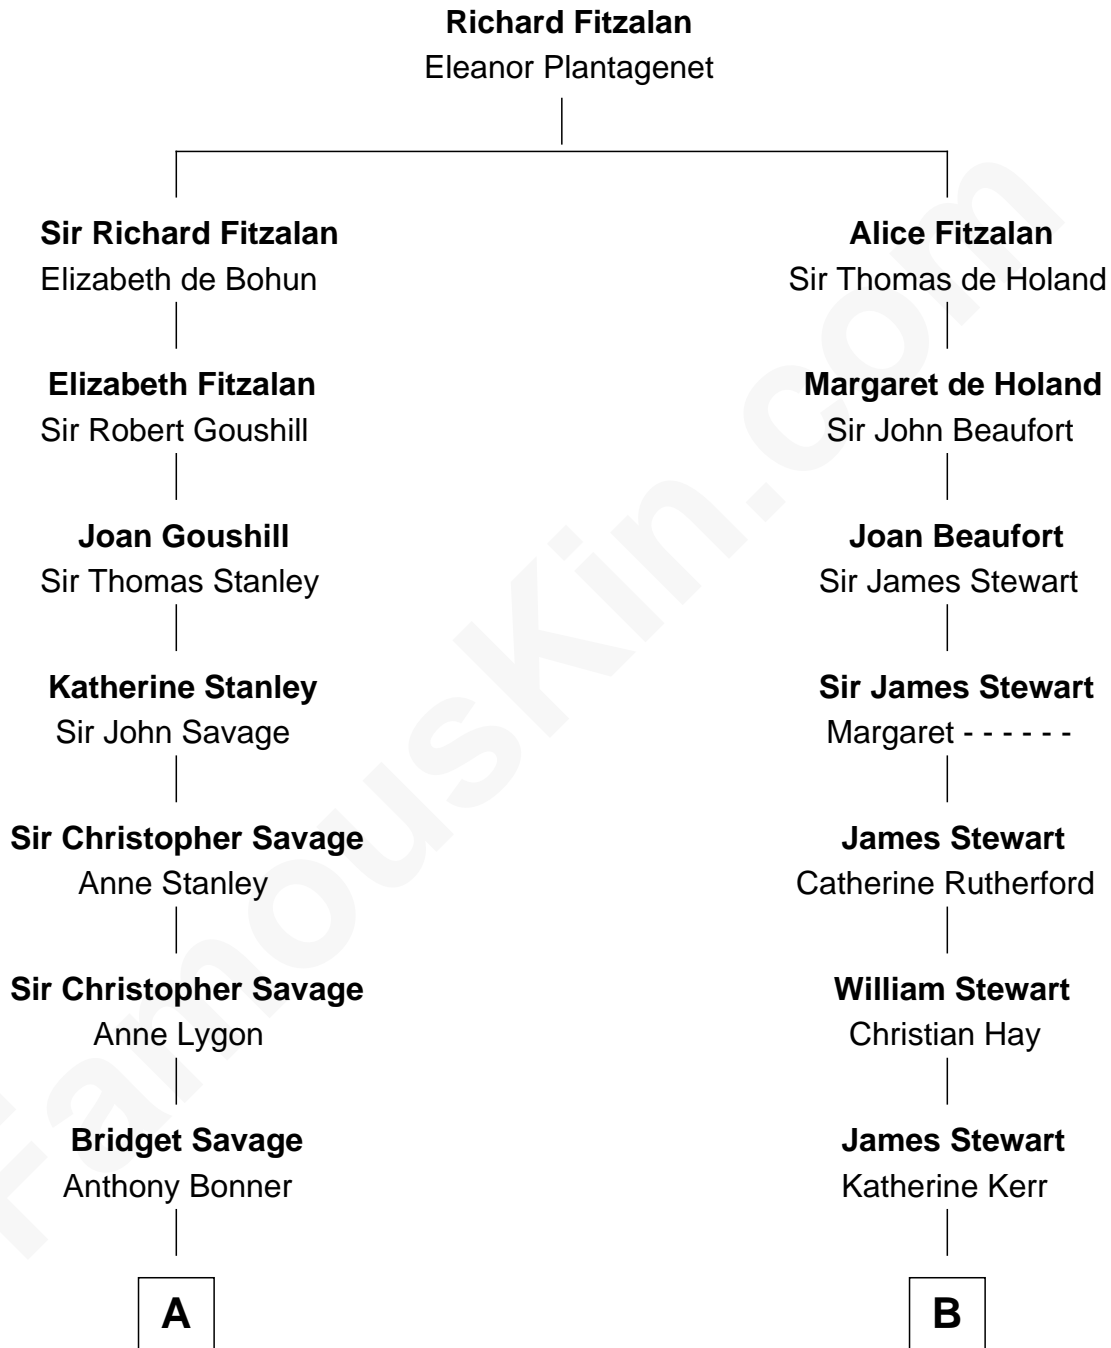 Richard Fitzalan
Eleanor Plantagenet
Sir Richard Fitzalan
Elizabeth de Bohun
Alice Fitzalan
Sir Thomas de Holand
Elizabeth Fitzalan
Sir Robert Goushill
Margaret de Holand
Sir John Beaufort
Joan Goushill
Sir Thomas Stanley
Joan Beaufort
Sir James Stewart
Katherine Stanley
Sir John Savage
Sir James Stewart
Margaret - - - - - -
Sir Christopher Savage
Anne Stanley
James Stewart
Catherine Rutherford
Sir Christopher Savage
Anne Lygon
William Stewart
Christian Hay
Bridget Savage
Anthony Bonner
James Stewart
Katherine Kerr
A
B
FamousKin.com